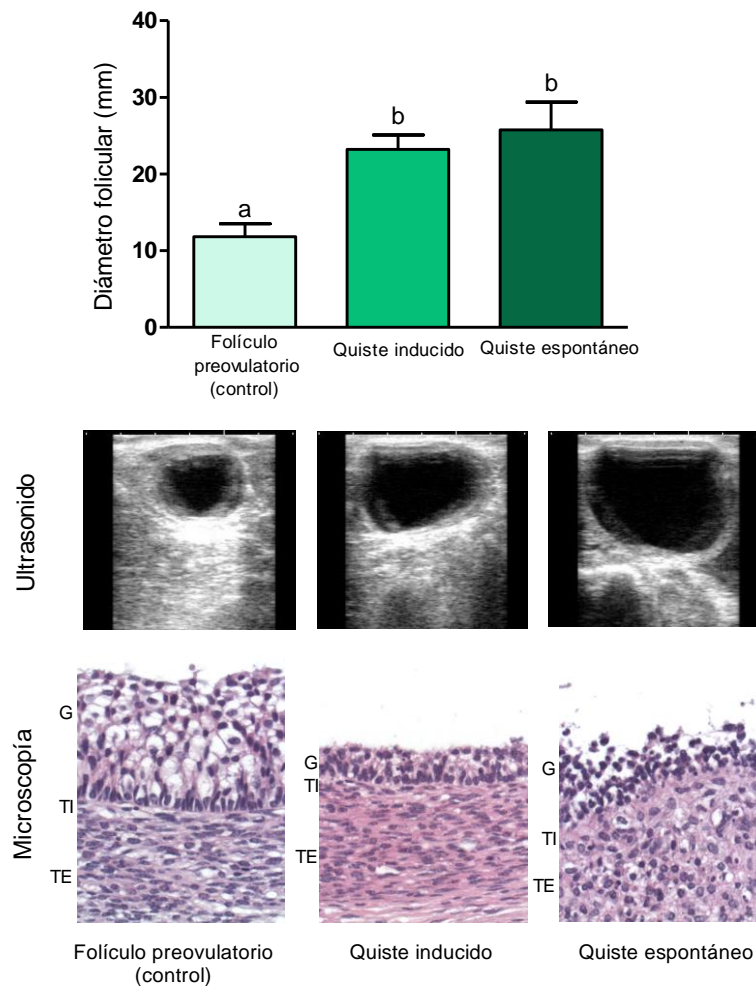 40
30
20
10
0
Diámetro folicular (mm)
a
b
b
Folículo
preovulatorio
(control)
Quiste inducido
Quiste espontáneo
Ultrasonido
Microscopía
G
TI
TE
G
TI
TE
G
TI
TE
Folículo preovulatorio
(control)
Quiste inducido
Quiste espontáneo